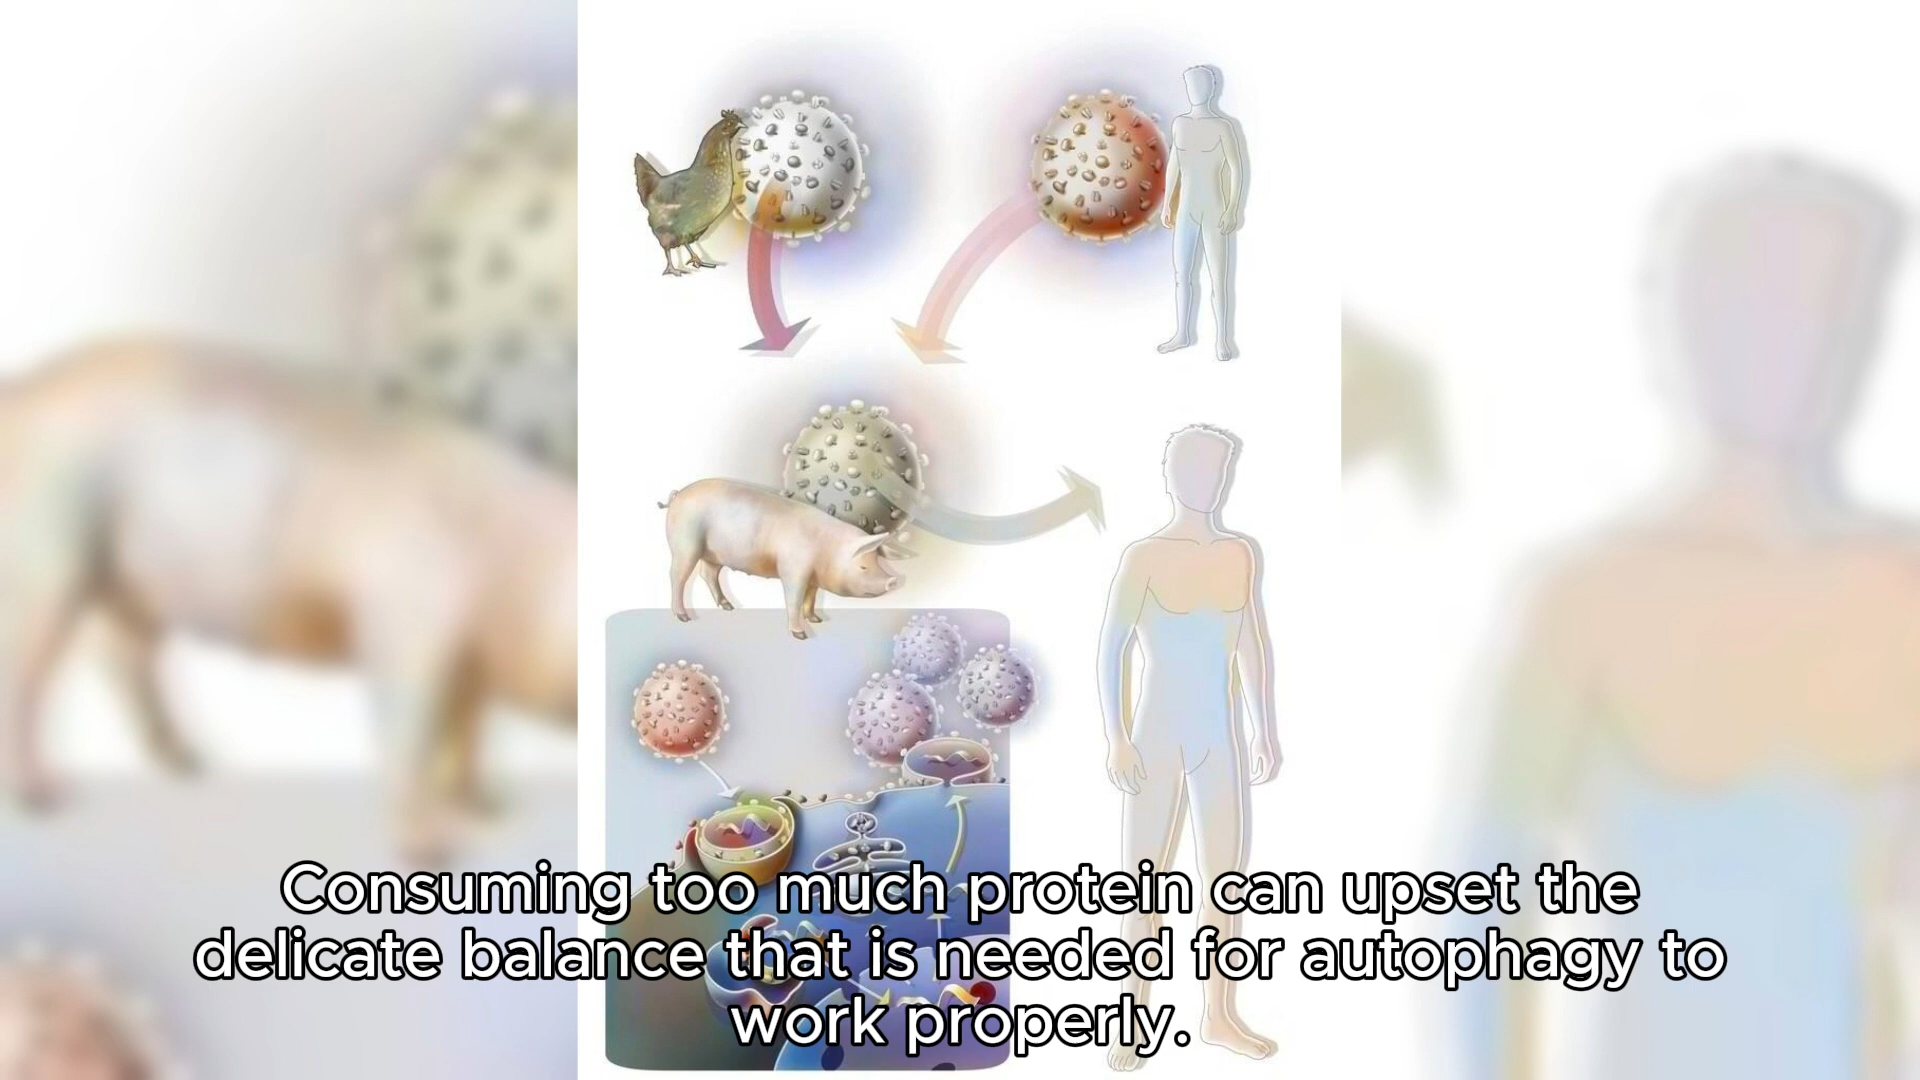 Consuming too much protein can upset the
delicate balance that is needed for autophagy to
work properly.